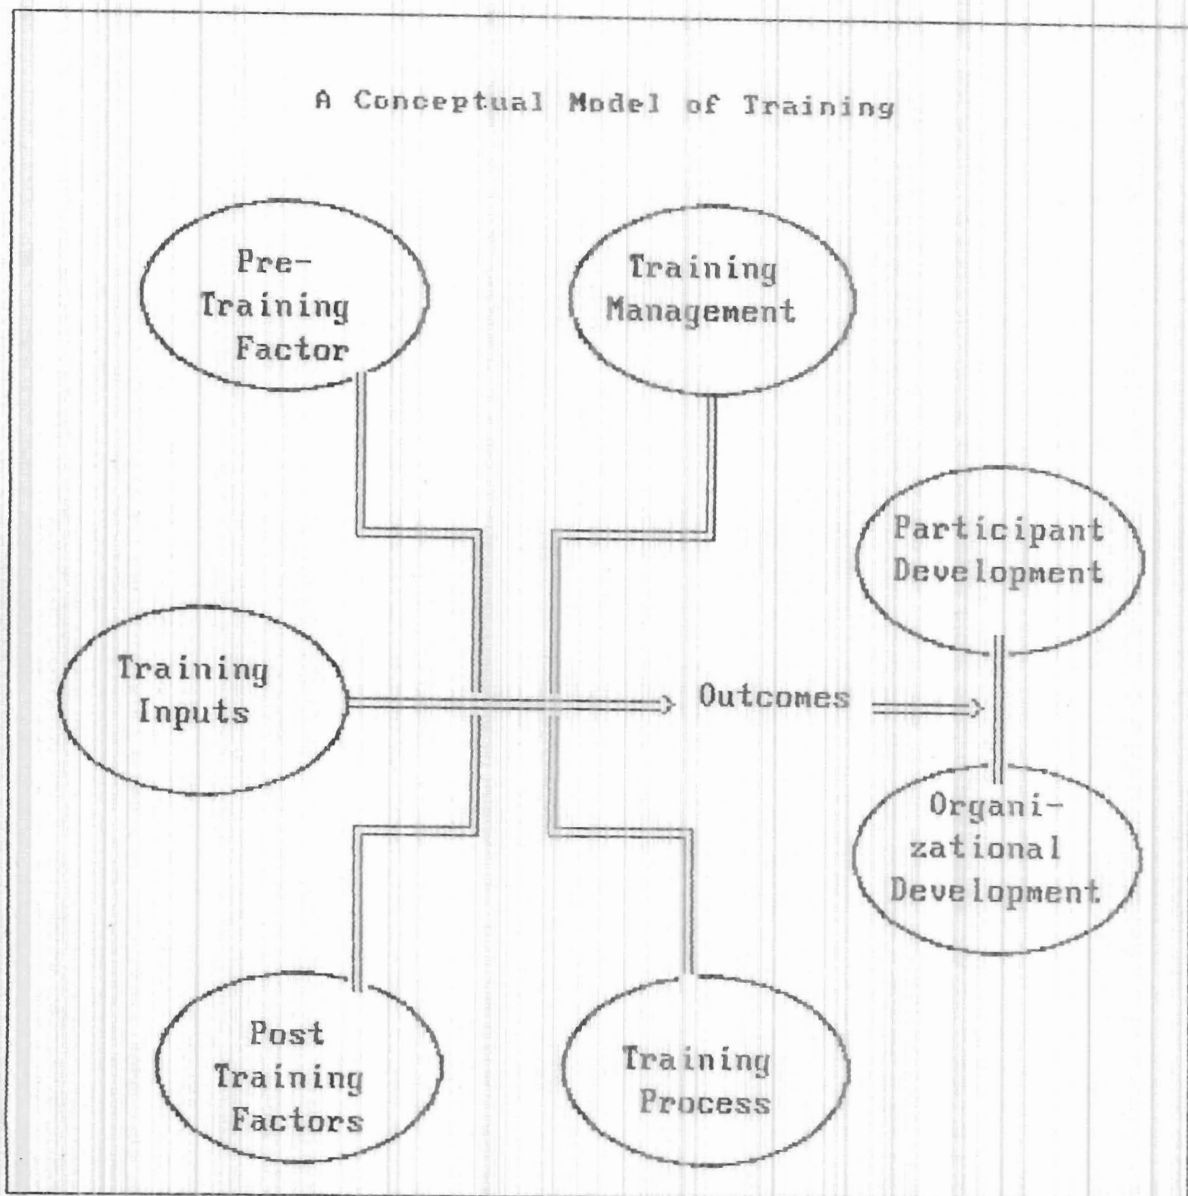 A Conceptual Model of Training
Pre-
Training
Factor
Training
Management
Participant
Development
Training
Inputs
Outcomes
Organi-
zational
Development
Post
Training
Factors
Training
Process